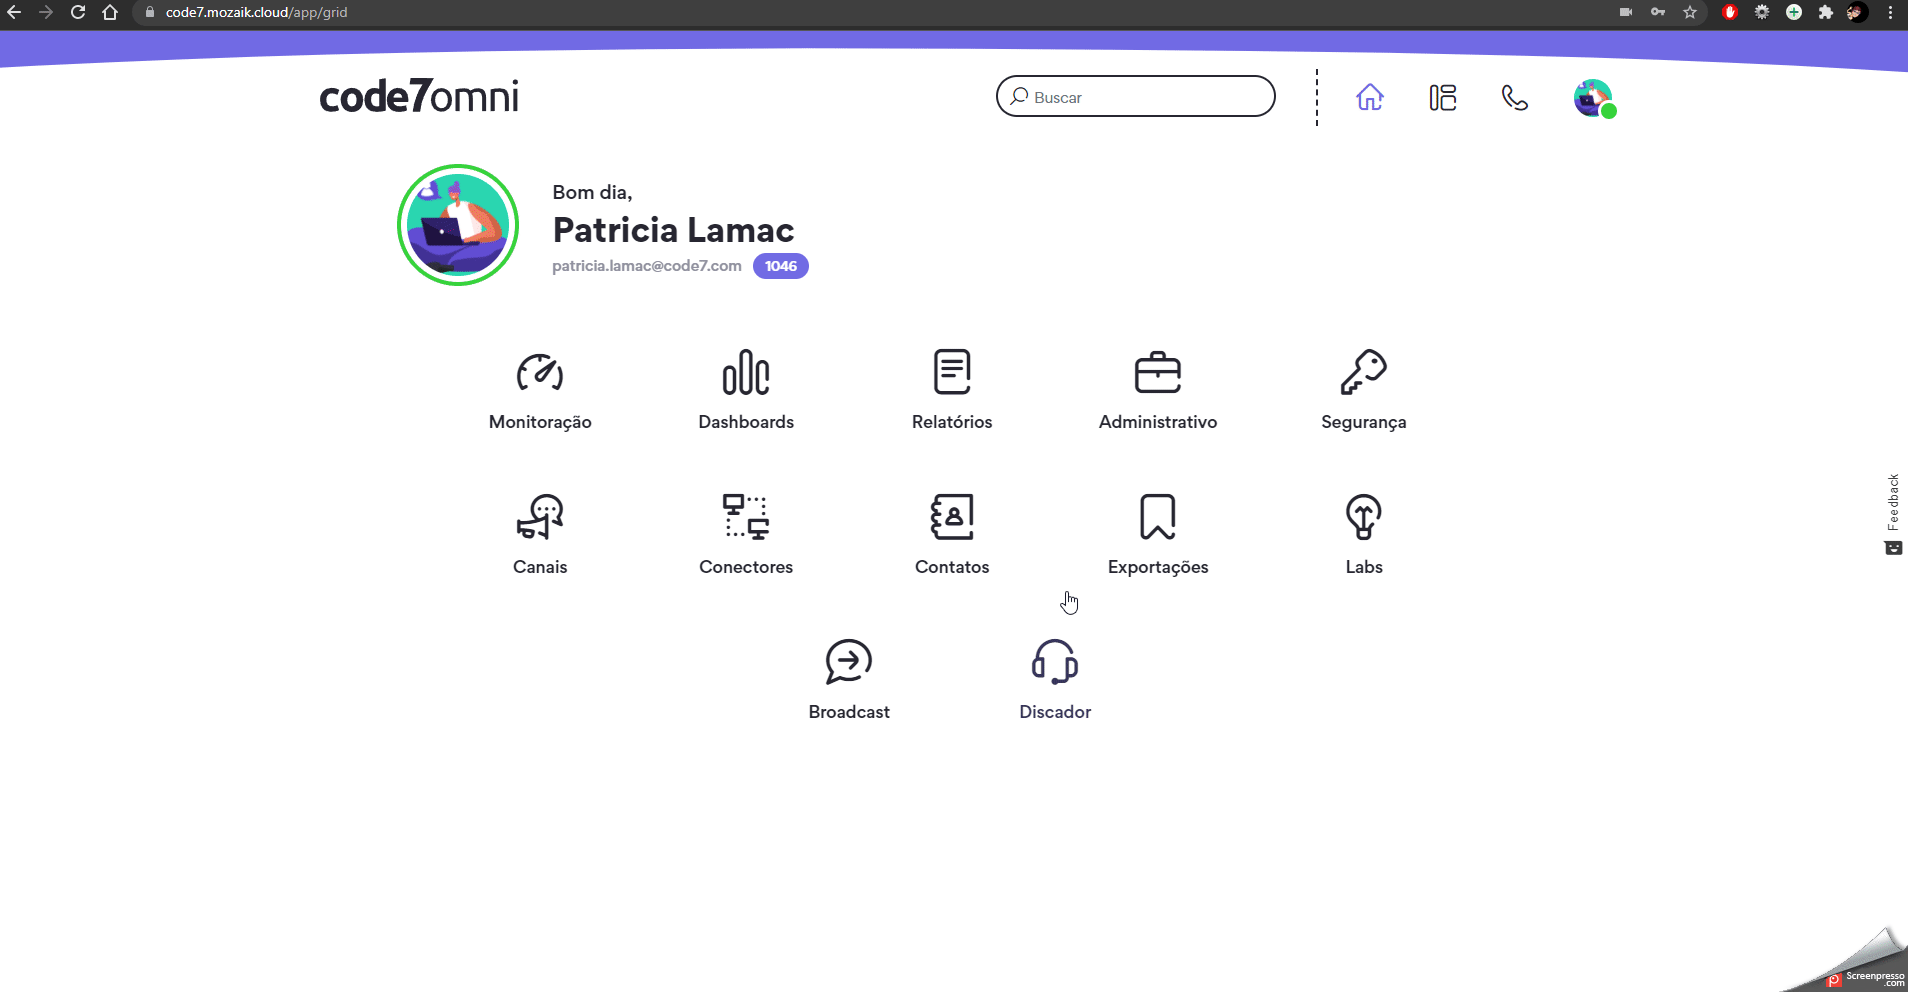 code7.mozaik.cloud/app/grid
code7omni
Buscar
Bom dia,
Patricia Lamac
patricia.lamac@code7.com 1046
Monitoração Dashboards Relatórios Administrativo Segurança
Feedback
Canais Conectores Contatos Exportações Labs
Broadcast Discador
Screenpresso
.com